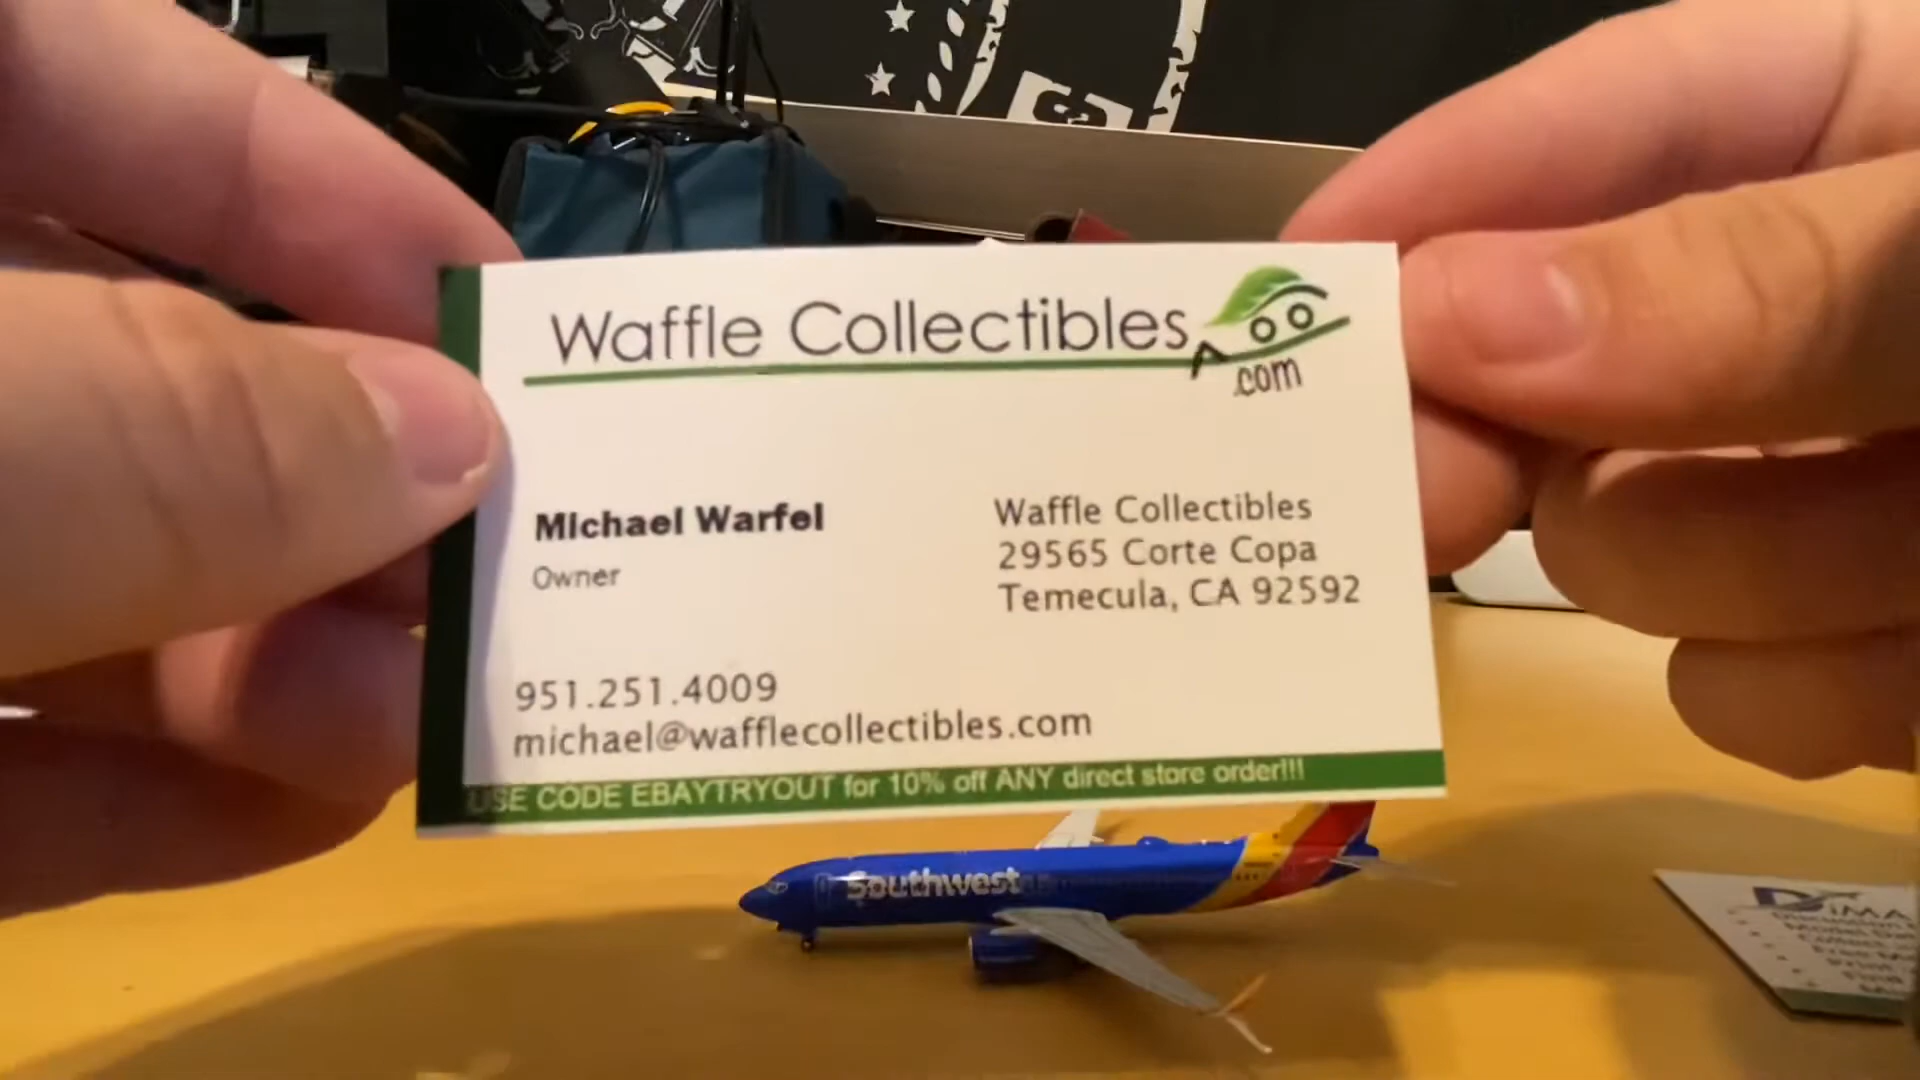 Waffle Collectibles
.com
Michael Warfel
Owner
Waffle Collectibles
29565 Corte Copa
Temecula, CA 92592
951.251.4009
michael@wafflecollectibles.com
USE CODE EBAYTRYOUT for 10% off ANY direct store order!!!
Southwest